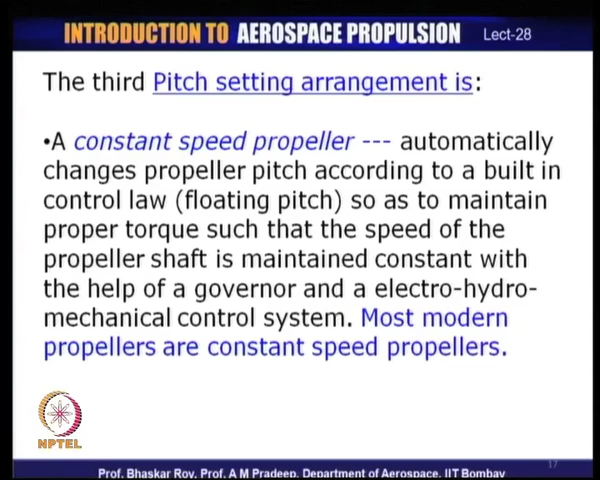 INTRODUCTION TO AEROSPACE PROPULSION Lect-28
The third Pitch setting arrangement is:
•A constant speed propeller --- automatically
changes propeller pitch according to a built in
control law (floating pitch) so as to maintain
proper torque such that the speed of the
propeller shaft is maintained constant with
the help of a governor and a electro-hydro-
mechanical control system. Most modern
propellers are constant speed propellers.
NPTEL
17
Prof. Bhaskar Roy, Prof. A M Pradeep, Department of Aerospace, IIT Bombay